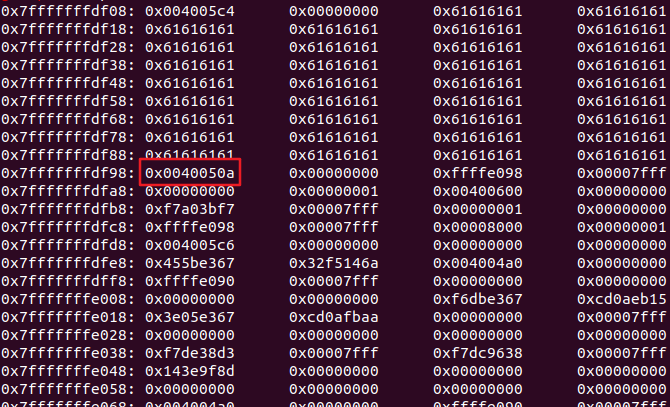 0x7fffffffdf08: 0x004005c4 0x00000000 0x61616161 0x61616161
0x7fffffffdf18: 0x61616161 0x61616161 0x61616161 0x61616161
0x7fffffffdf28: 0x61616161 0x61616161 0x61616161 0x61616161
0x7fffffffdf38: 0x61616161 0x61616161 0x61616161 0x61616161
0x7fffffffdf48: 0x61616161 0x61616161 0x61616161 0x61616161
0x7fffffffdf58: 0x61616161 0x61616161 0x61616161 0x61616161
0x7fffffffdf68: 0x61616161 0x61616161 0x61616161 0x61616161
0x7fffffffdf78: 0x61616161 0x61616161 0x61616161 0x61616161
0x7fffffffdf88: 0x61616161 0x61616161 0x61616161 0x61616161
0x7fffffffdf98: 0x0040050a 0x00000000 0xffffe098 0x00007fff
0x7fffffffdfa8: 0x00000000 0x00000001 0x00400600 0x00000000
0x7fffffffdfb8: 0xf7a03bf7 0x00007fff 0x00000001 0x00000000
0x7fffffffdfc8: 0xffffe098 0x00007fff 0x00008000 0x00000001
0x7fffffffdfd8: 0x004005c6 0x00000000 0x00000000 0x00000000
0x7fffffffdfe8: 0x455be367 0x32f5146a 0x004004a0 0x00000000
0x7fffffffdff8: 0xffffe090 0x00007fff 0x00000000 0x00000000
0x7fffffffe008: 0x00000000 0x00000000 0xf6dbe367 0xcd0aeb15
0x7fffffffe018: 0x3e05e367 0xcd0afbaa 0x00000000 0x00007fff
0x7fffffffe028: 0x00000000 0x00000000 0x00000000 0x00000000
0x7fffffffe038: 0xf7de38d3 0x00007fff 0xf7dc9638 0x00007fff
0x7fffffffe048: 0x143e9f8d 0x00000000 0x00000000 0x00000000
0x7fffffffe058: 0x00000000 0x00000000 0x00000000 0x00000000
0x7fffffffe068: 0x004004a0 0x00000000 0xffffe090 0x00007fff